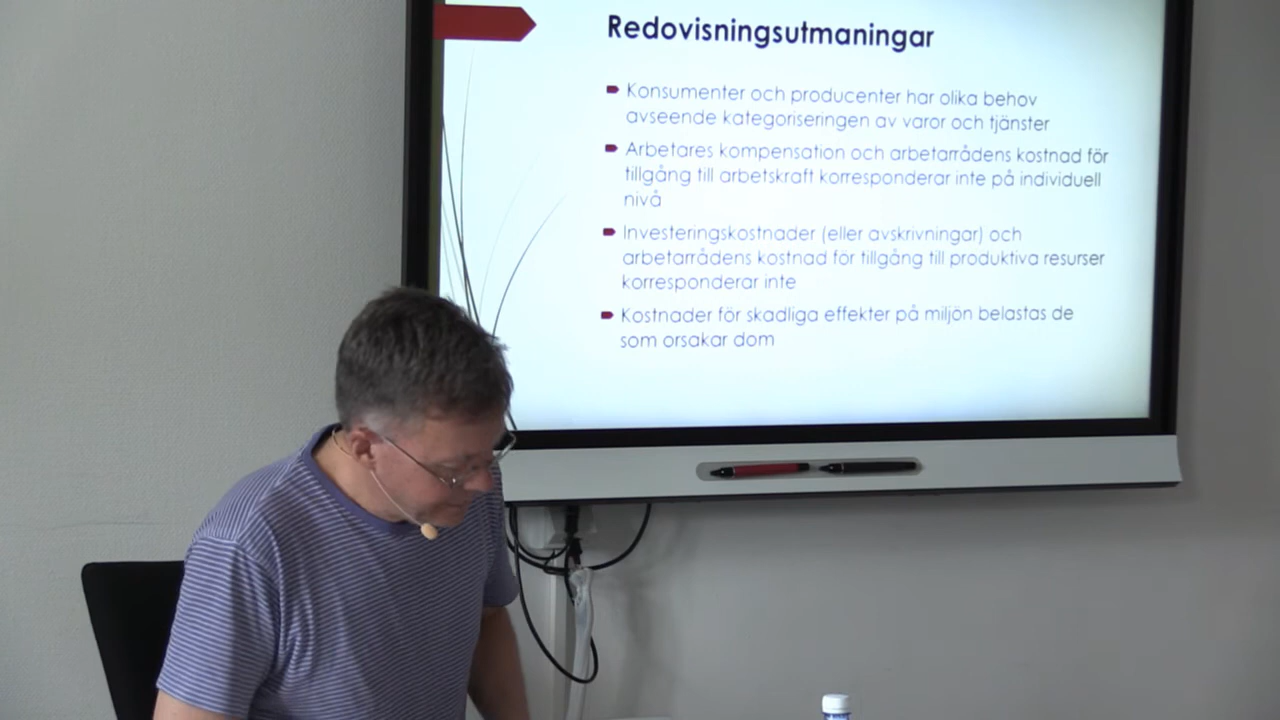 Redovisningsutmaningar
Konsumenter och producenter har olika behov
avseende kategoriseringen av varor och tjänster
Arbetares kompensation och arbetarrådens kostnad för
tillgång till arbetskraft korresponderar inte på individuell
nivå
Investeringskostnader (eller avskrivningar) och
arbetarrådens kostnad för tillgång till produktiva resurser
korresponderar inte
Kostnader för skadliga effekter på miljön belastas de
som orsakar dom